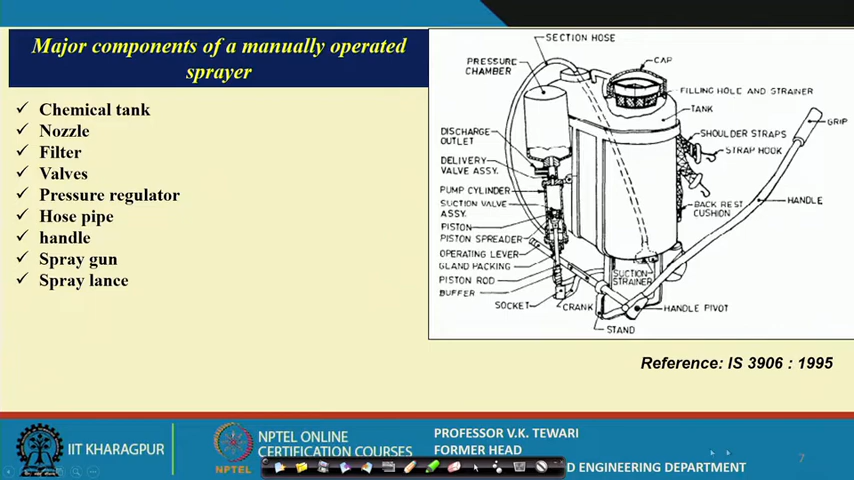 Major components of a manually operated
sprayer
Chemical tank
Nozzle
Filter
Valves
Pressure regulator
Hose pipe
handle
Spray gun
Spray lance
SECTION HOSE
PRESSURE
CHAMBER
CAP
FILLING HOLE AND STRAINER
TANK
GRIP
DISCHARGE
OUTLET
SHOULDER STRAPS
STRAP HOOK
DELIVERY
VALVE ASSY.
PUMP CYLINDER
SUCTION VALVE
ASSY.
HANDLE
BACK REST
CUSHION
PISTON
PISTON SPREADER
OPERATING LEVER
GLAND PACKING
SUCTION
STRAINER
PISTON ROD
BUFFER
SOCKET
CRANK
HANDLE PIVOT
STAND
Reference: IS 3906 : 1995
IIT KHARAGPUR
NPTEL
NPTEL ONLINE
CERTIFICATION COURSES
PROFESSOR V.K. TEWARI
FORMER HEAD
D ENGINEERING DEPARTMENT
7